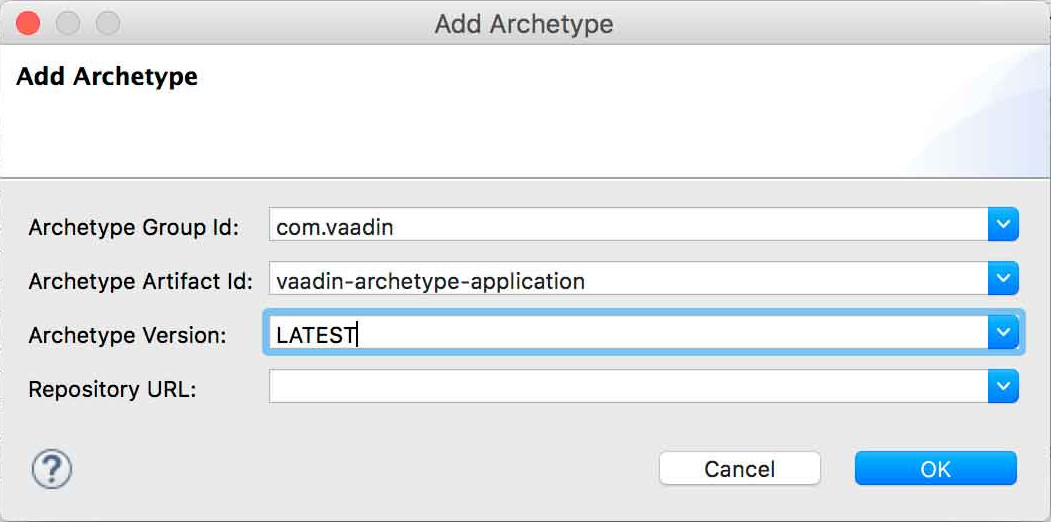 Add Archetype
Add Archetype
Archetype Group Id: com.vaadin
Archetype Artifact Id: vaadin-archetype-application
Archetype Version: LATEST
Repository URL:
? Cancel OK